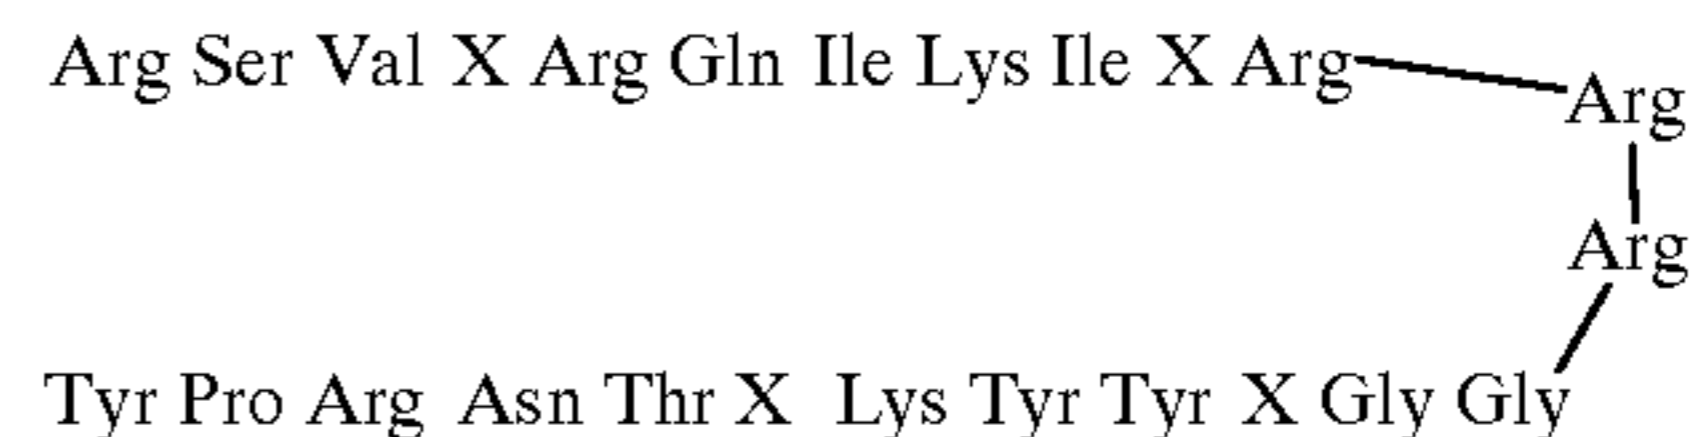 Arg Ser Val X Arg Gln Ile Lys Ile X Arg
Arg
Arg
Tyr Pro Arg Asn Thr X Lys Tyr Tyr X Gly Gly